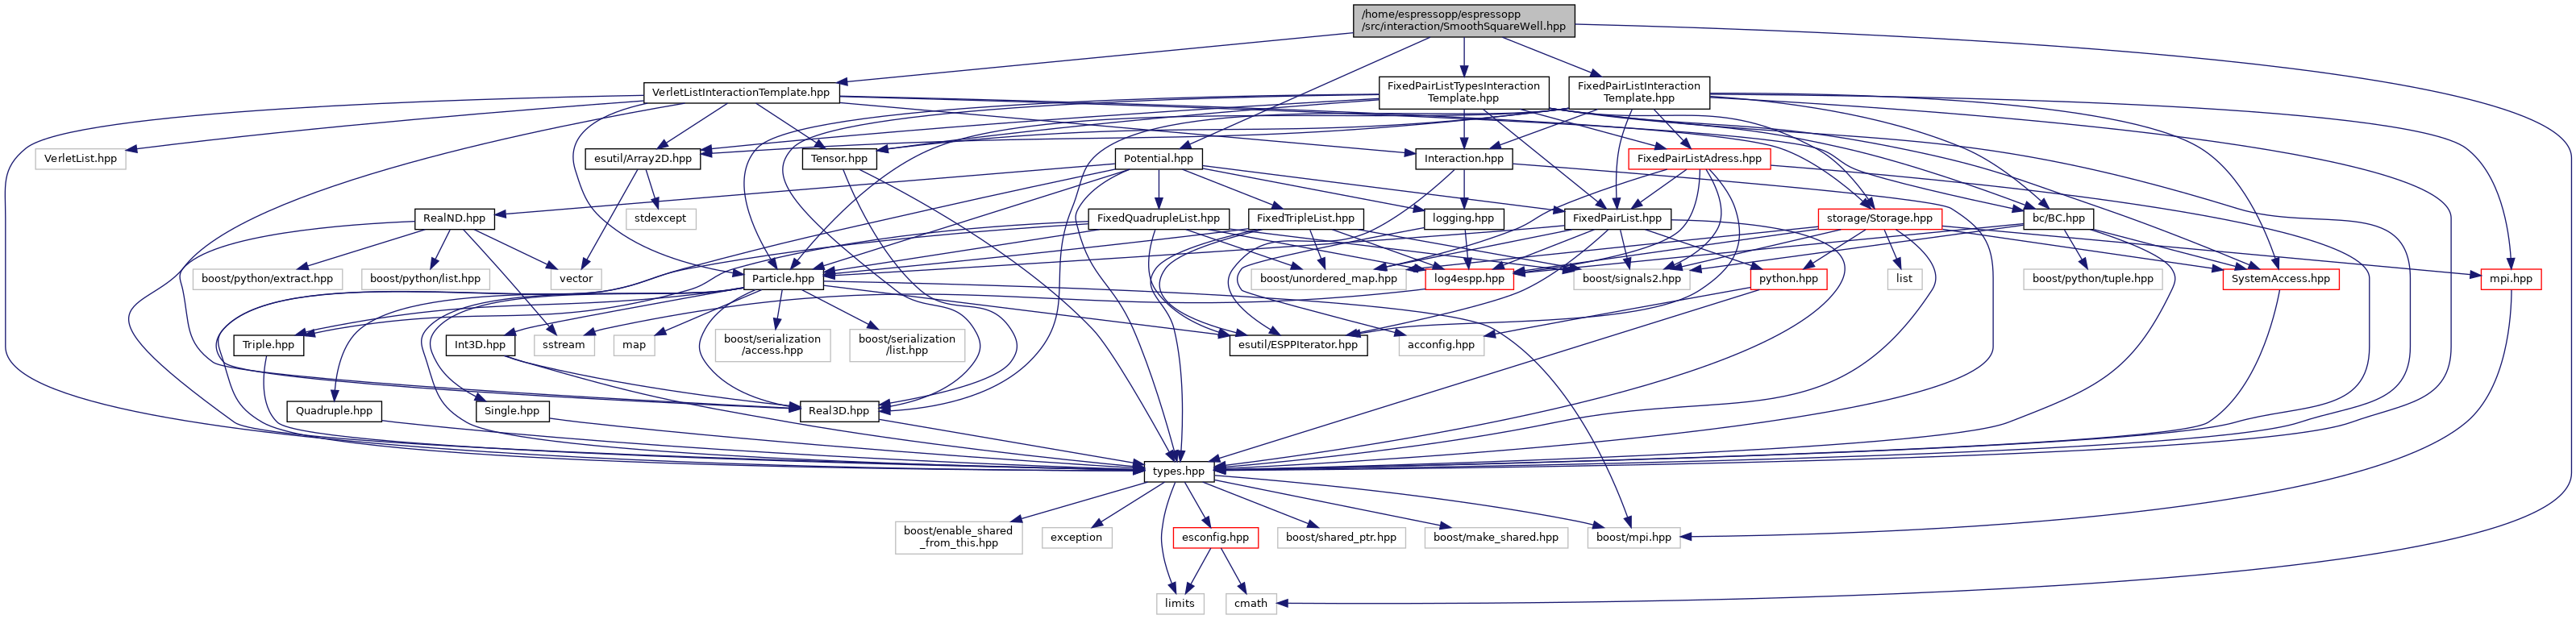 /home/espressopp/espressopp
/src/interaction/SmoothSquareWell.hpp
VerletListInteractionTemplate.hpp
FixedPairListTypesInteraction
Template.hpp
FixedPairListInteraction
Template.hpp
VerletList.hpp
esutil/Array2D.hpp
Tensor.hpp
Potential.hpp
Interaction.hpp
FixedPairListAdress.hpp
stdexcept
RealND.hpp
FixedQuadrupleList.hpp
FixedTripleList.hpp
logging.hpp
FixedPairList.hpp
storage/Storage.hpp
bc/BC.hpp
boost/python/extract.hpp
boost/python/list.hpp
vector
Particle.hpp
boost/unordered_map.hpp
log4espp.hpp
boost/signals2.hpp
python.hpp
list
boost/python/tuple.hpp
SystemAccess.hpp
mpi.hpp
Triple.hpp
Int3D.hpp
sstream
map
boost/serialization
/access.hpp
boost/serialization
/list.hpp
esutil/ESPPIterator.hpp
acconfig.hpp
Quadruple.hpp
Single.hpp
Real3D.hpp
types.hpp
boost/enable_shared
_from_this.hpp
exception
esconfig.hpp
boost/shared_ptr.hpp
boost/make_shared.hpp
boost/mpi.hpp
limits
cmath